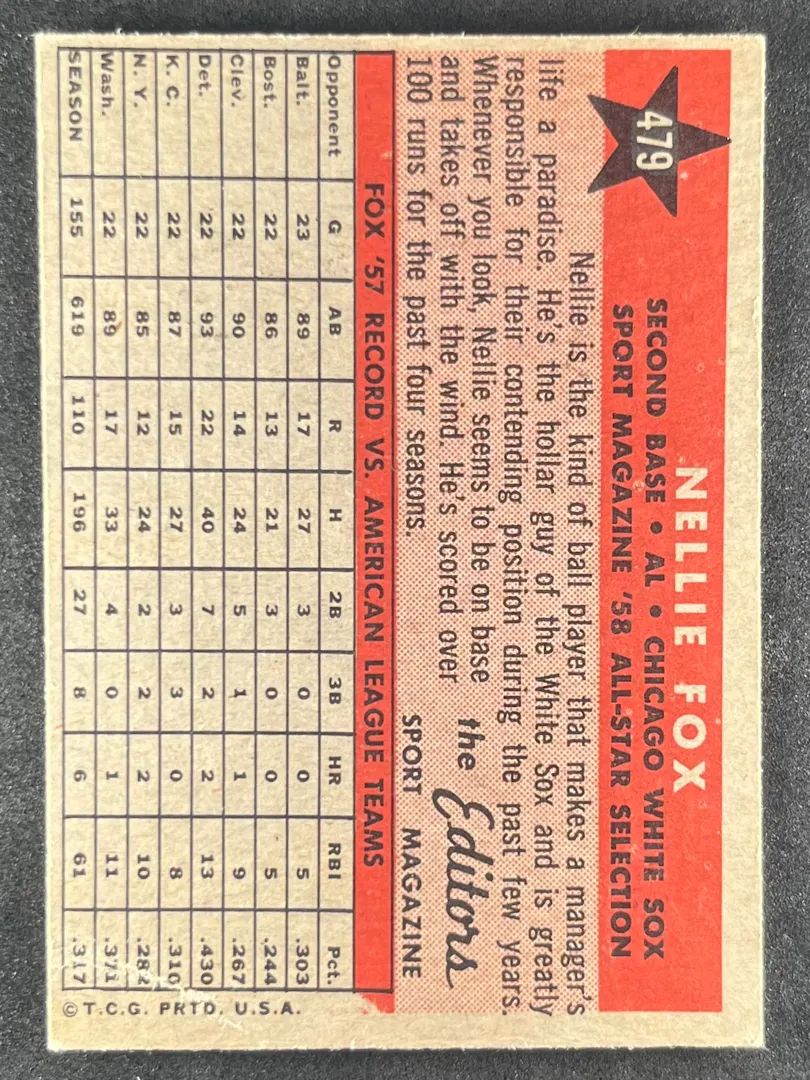 479
NELLIE FOX
SECOND BASE • AL • CHICAGO WHITE SOX
SPORT MAGAZINE '58 ALL-STAR SELECTION
Nellie is the kind of ball player that makes a manager's
life a paradise. He's the hollar guy of the White Sox and is greatly
responsible for their contending position during the past few years.
Whenever you look, Nellie seems to be on base
and takes off with the wind. He's scored over
100 runs for the past four seasons.
the Editors
SPORT MAGAZINE
FOX '57 RECORD VS. AMERICAN LEAGUE TEAMS
Opponent G AB R H 2B 3B HR RBI Pct.
Balt. 23 89 17 27 3 0 0 5 .303
Bost. 22 86 13 21 3 0 0 5 .244
Clev. 22 90 14 24 5 1 1 9 .267
Det. 22 93 22 40 7 2 2 13 .430
K. C. 22 87 15 27 3 3 0 8 .310
N. Y. 22 85 12 24 2 2 2 10 .282
Wash. 22 89 17 33 4 0 1 11 .371
SEASON 155 619 110 196 27 8 6 61 .317
© T.C.G. PRTD. U.S.A.